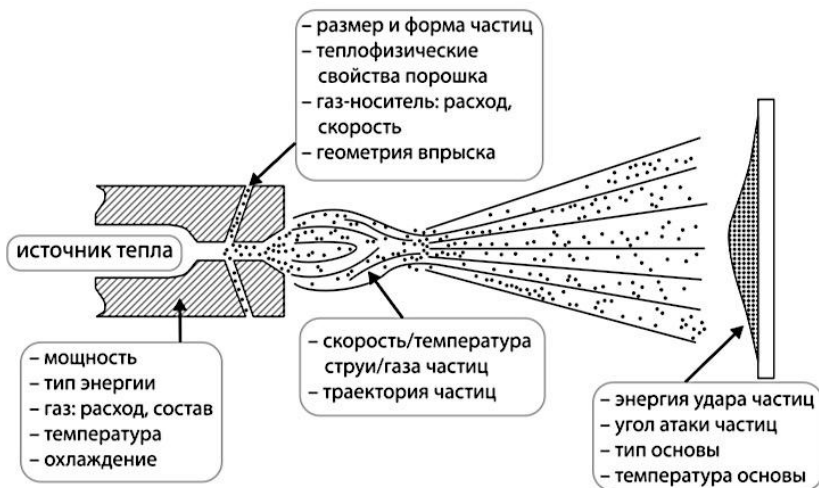 – размер и форма частиц
– теплофизические
свойства порошка
– газ-носитель: расход,
скорость
– геометрия впрыска
источник тепла
– мощность
– тип энергии
– газ: расход, состав
– температура
– охлаждение
– скорость/температура
струи/газа частиц
– траектория частиц
– энергия удара частиц
– угол атаки частиц
– тип основы
– температура основы